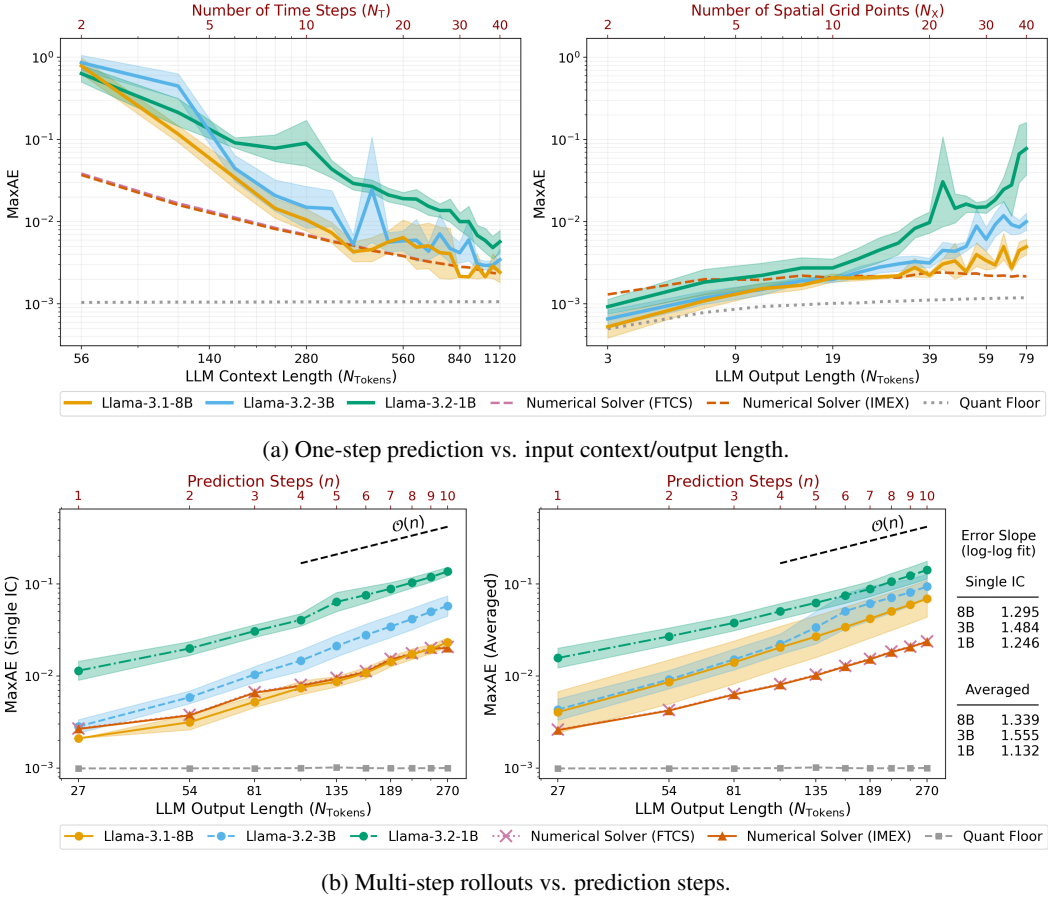 Number of Time Steps (N_T)
2 5 10 20 30 40
10^0
10^−1
10^−2
10^−3
MaxAE
56 140 280 560 840 1120
LLM Context Length (N_Tokens)
Number of Spatial Grid Points (N_X)
2 5 10 20 30 40
10^0
10^−1
10^−2
10^−3
MaxAE
3 9 19 39 59 79
LLM Output Length (N_Tokens)
Llama-3.1-8B Llama-3.2-3B Llama-3.2-1B Numerical Solver (FTCS) Numerical Solver (IMEX) Quant Floor
(a) One-step prediction vs. input context/output length.
Prediction Steps (n)
1 2 3 4 5 6 7 8 9 10
O(n)
10^−1
10^−2
10^−3
MaxAE (Single IC)
27 54 81 135 189 270
LLM Output Length (N_Tokens)
Prediction Steps (n)
1 2 3 4 5 6 7 8 9 10
O(n)
10^−1
10^−2
10^−3
MaxAE (Averaged)
27 54 81 135 189 270
LLM Output Length (N_Tokens)
Error Slope
(log-log fit)
Single IC
8B 1.295
3B 1.484
1B 1.246
Averaged
8B 1.339
3B 1.555
1B 1.132
Llama-3.1-8B Llama-3.2-3B Llama-3.2-1B Numerical Solver (FTCS) Numerical Solver (IMEX) Quant Floor
(b) Multi-step rollouts vs. prediction steps.